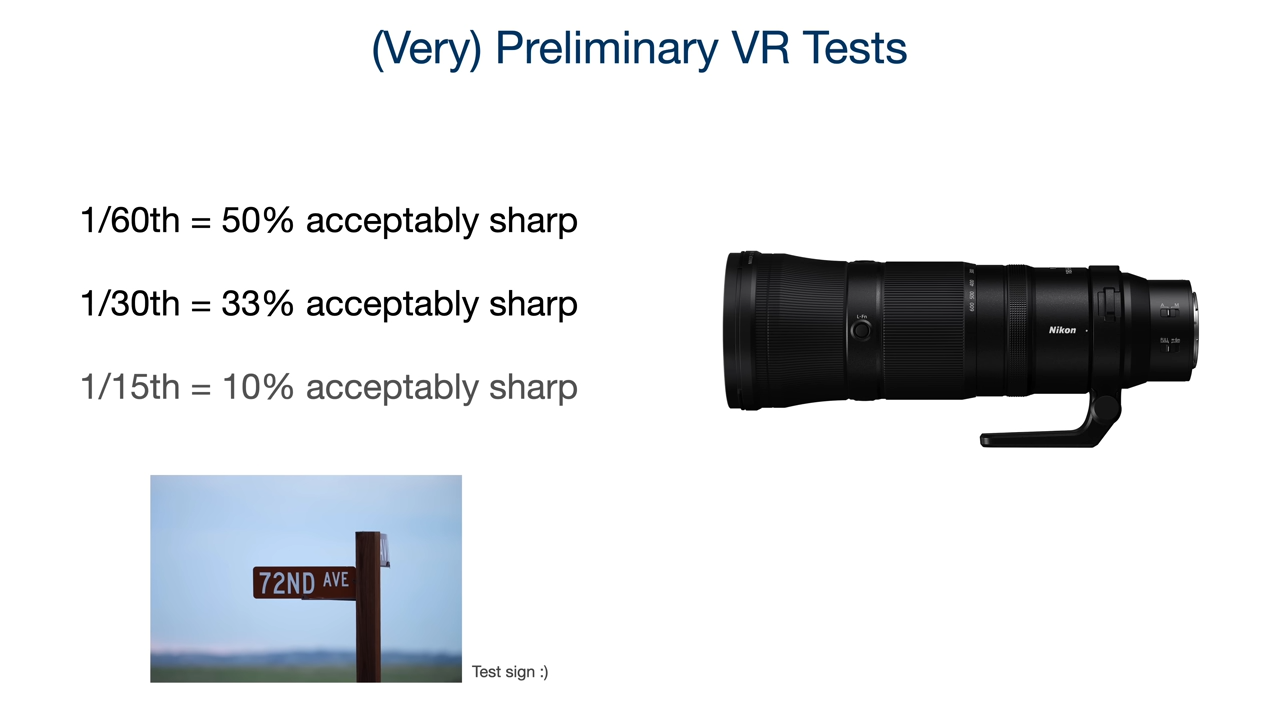 (Very) Preliminary VR Tests
1/60th = 50% acceptably sharp
1/30th = 33% acceptably sharp
1/15th = 10% acceptably sharp
L-Fn
Nikon
72ND AVE
Test sign :)